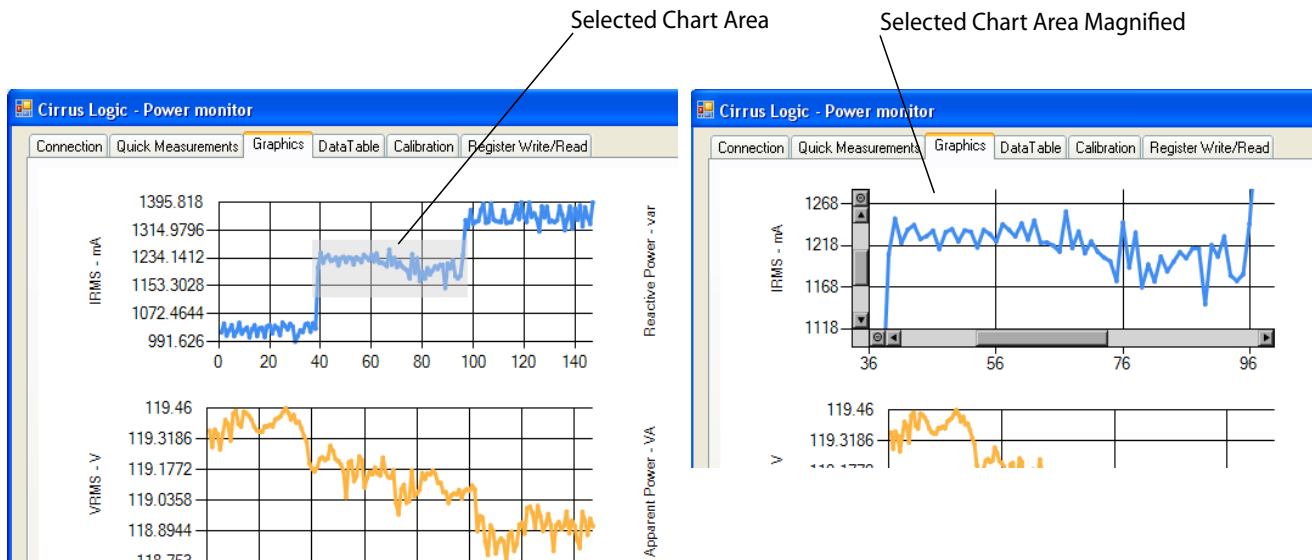 Selected Chart Area
Selected Chart Area Magnified
Cirrus Logic - Power monitor
Connection
Quick Measurements
Graphics
DataTable
Calibration
Register Write/Read
IRMS - mA
1395.818
1314.9796
1234.1412
1153.3028
1072.4644
991.626
0 20 40 60 80 100 120 140
Reactive Power - var
VRMS - V
119.46
119.3186
119.1772
119.0358
118.8944
118.753
Apparent Power - VA
Cirrus Logic - Power monitor
Connection
Quick Measurements
Graphics
DataTable
Calibration
Register Write/Read
IRMS - mA
1268
1218
1168
1118
36 56 76 96
V
119.46
119.3186
119.1772